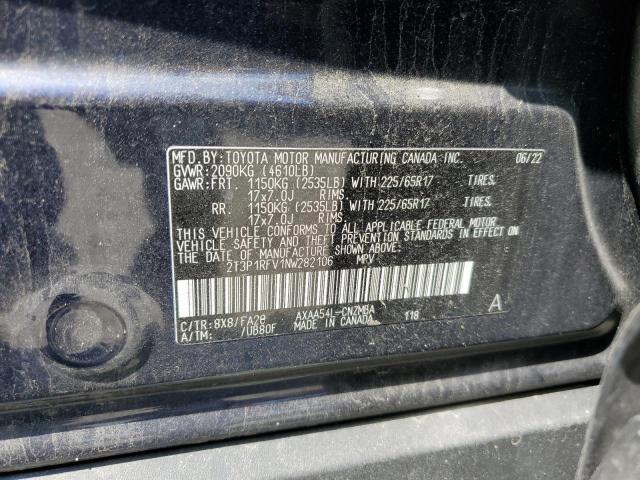 MFD.BY:TOYOTA MOTOR MANUFACTURING CANADA INC. 06/22
GVWR:2090KG (4610LB)
GAWR:FRT. 1150KG (2535LB) WITH 225/65R17 TIRES.
17x7.0J RIMS.
RR. 1150KG (2535LB) WITH 225/65R17 TIRES.
17x7.0J RIMS.
THIS VEHICLE CONFORMS TO ALL APPLICABLE FEDERAL MOTOR
VEHICLE SAFETY AND THEFT PREVENTION STANDARDS IN EFFECT ON
THE DATE OF MANUFACTURE SHOWN ABOVE.
2T3P1RFV1NW282106 MPV
C/TR:8X8/FA20 AXAA54L-CNZMBA A
A/TM: /UB80F MADE IN CANADA 118